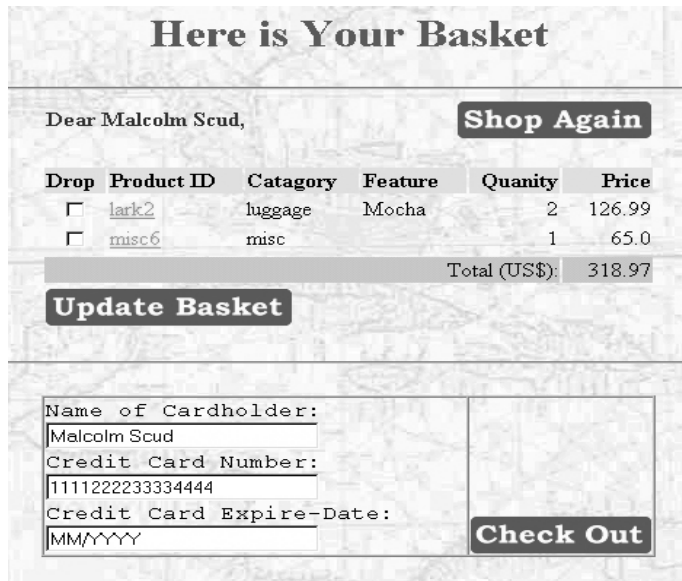 Here is Your Basket
Dear Malcolm Scud,
Shop Again
Drop Product ID Catagory Feature Quanity Price
lark2 luggage Mocha 2 126.99
misc6 misc 1 65.0
Total (US$): 318.97
Update Basket
Name of Cardholder:
Malcolm Scud
Credit Card Number:
1111222233334444
Credit Card Expire-Date:
MM/YYYY
Check Out